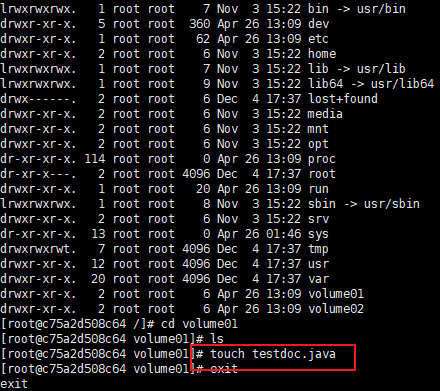 lrwxrwxrwx.   1 root root    7 Nov  3 15:22 bin -> usr/bin
drwxr-xr-x.   5 root root  360 Apr 26 13:09 dev
drwxr-xr-x.   1 root root   62 Apr 26 13:09 etc
drwxr-xr-x.   2 root root    6 Nov  3 15:22 home
lrwxrwxrwx.   1 root root    7 Nov  3 15:22 lib -> usr/lib
lrwxrwxrwx.   1 root root    9 Nov  3 15:22 lib64 -> usr/lib64
drwx------.   2 root root    6 Dec  4 17:37 lost+found
drwxr-xr-x.   2 root root    6 Nov  3 15:22 media
drwxr-xr-x.   2 root root    6 Nov  3 15:22 mnt
drwxr-xr-x.   2 root root    6 Nov  3 15:22 opt
dr-xr-xr-x. 114 root root    0 Apr 26 13:09 proc
dr-xr-x---.   2 root root 4096 Dec  4 17:37 root
drwxr-xr-x.   1 root root   20 Apr 26 13:09 run
lrwxrwxrwx.   1 root root    8 Nov  3 15:22 sbin -> usr/sbin
drwxr-xr-x.   2 root root    6 Nov  3 15:22 srv
dr-xr-xr-x.  13 root root    0 Apr 26 01:46 sys
drwxrwxrwt.   7 root root 4096 Dec  4 17:37 tmp
drwxr-xr-x.  12 root root 4096 Dec  4 17:37 usr
drwxr-xr-x.  20 root root 4096 Dec  4 17:37 var
drwxr-xr-x.   2 root root    6 Apr 26 13:09 volume01
drwxr-xr-x.   2 root root    6 Apr 26 13:09 volume02
[root@c75a2d508c64 /]# cd volume01
[root@c75a2d508c64 volume01]# ls
[root@c75a2d508c64 volume01]# touch testdoc.java
[root@c75a2d508c64 volume01]# exit
exit